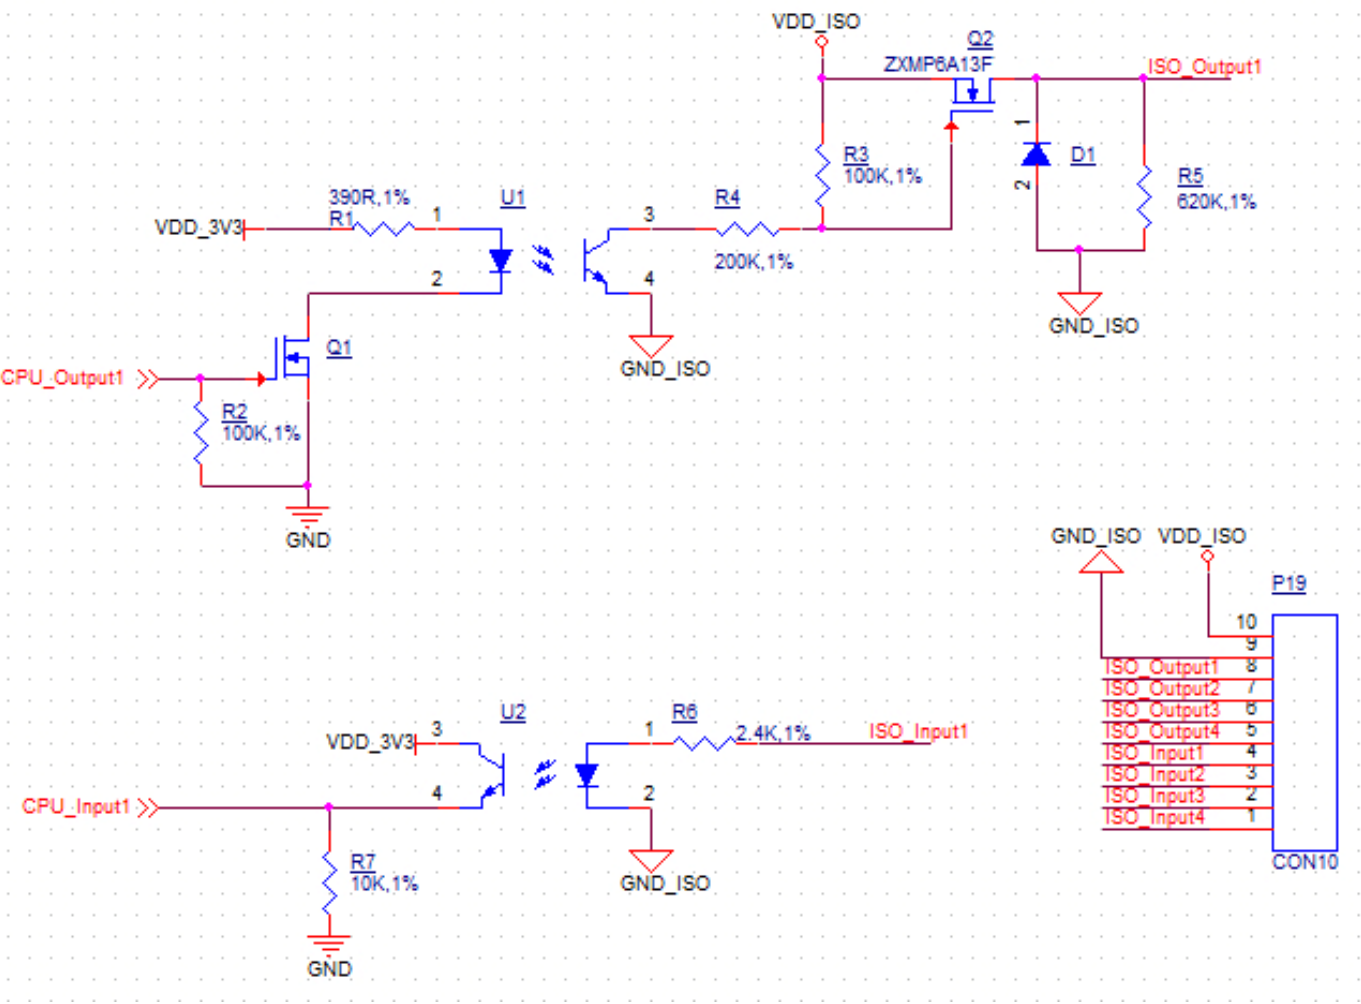 VDD_ISO
Q2
ZXMP6A13F
ISO_Output1
1
D1
2
R3
100K,1%
R5
620K,1%
390R,1%
U1
R4
VDD_3V3
R1
1
3
200K,1%
2
4
GND_ISO
GND_ISO
Q1
CPU_Output1
R2
100K,1%
GND
GND_ISO
VDD_ISO
P19
10
9
ISO_Output1
8
ISO_Output2
7
ISO_Output3
6
ISO_Output4
5
ISO_Input1
4
ISO_Input2
3
ISO_Input3
2
ISO_Input4
1
CON10
U2
R6
VDD_3V3
3
1
2.4K,1%
ISO_Input1
CPU_Input1
4
2
GND_ISO
R7
10K,1%
GND